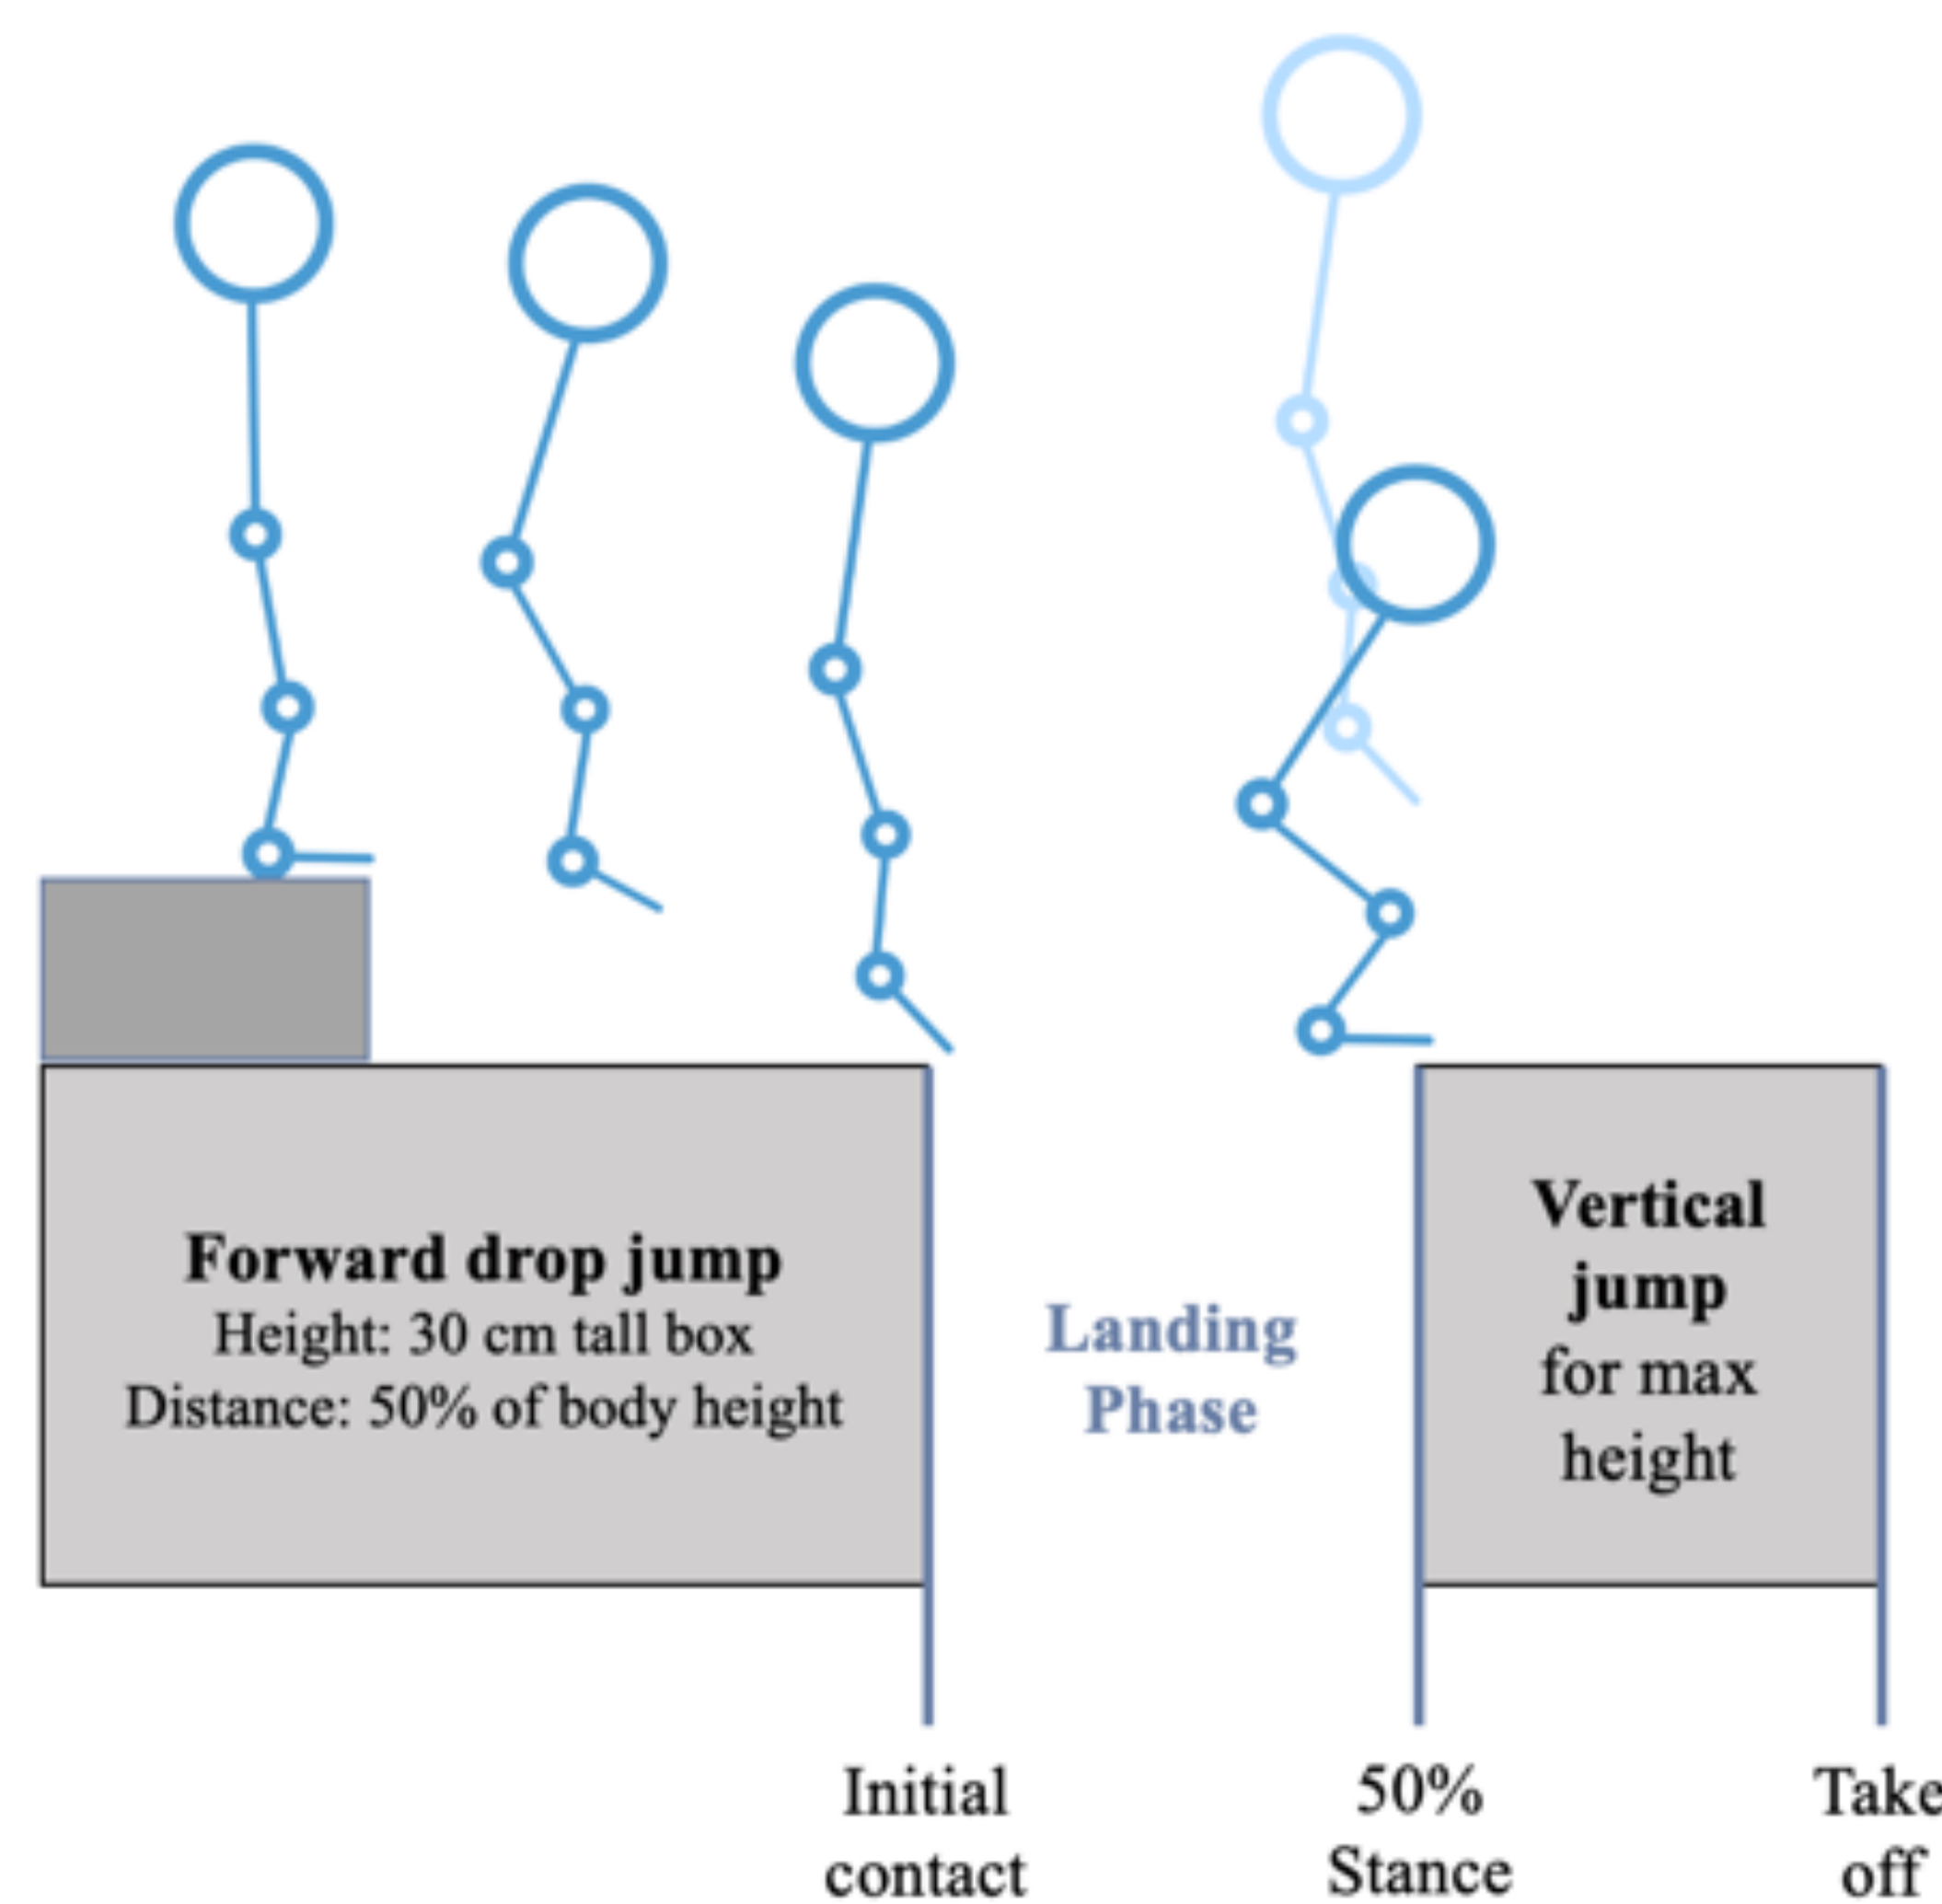 Forward drop jump
Height: 30 cm tall box
Distance: 50% of body height
Landing
Phase
Vertical
jump
for max
height
Initial
contact
50%
Stance
Take
off